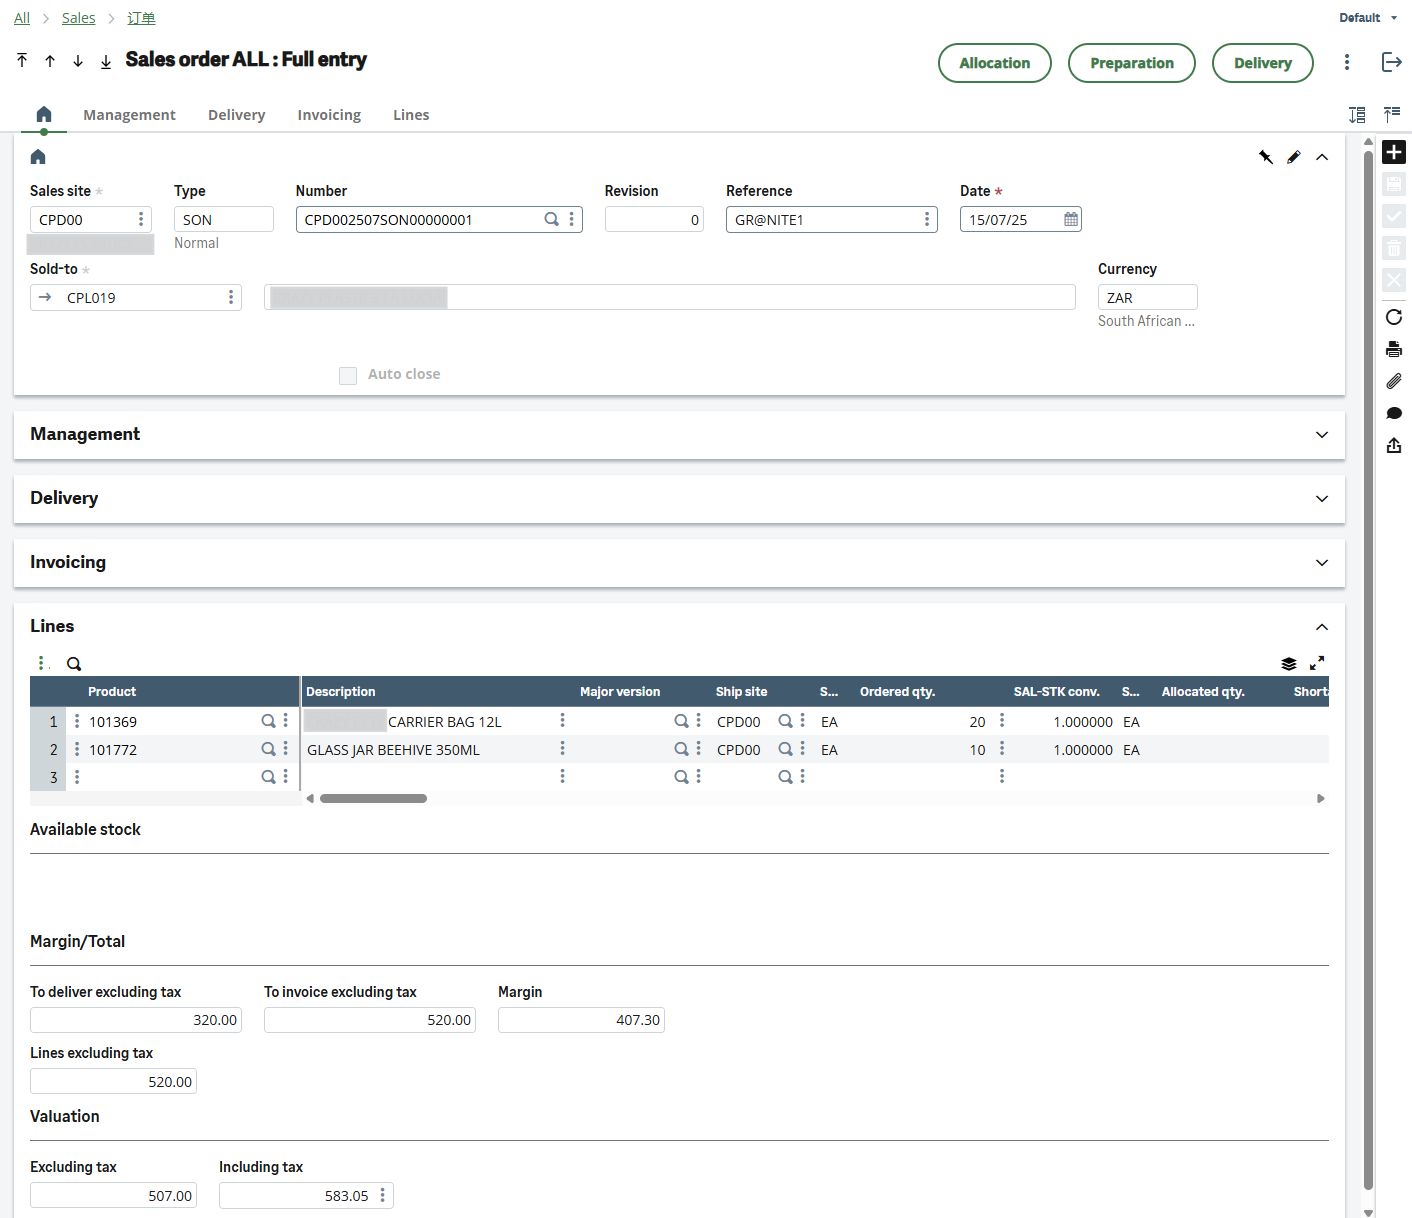 All > Sales > 订单
Default
Sales order ALL : Full entry
Allocation
Preparation
Delivery
Management
Delivery
Invoicing
Lines
Sales site *
Type
Number
Revision
Reference
Date *
CPD00
SON
CPD002507SON00000001
0
GR@NITE1
15/07/25
Normal
Sold-to *
Currency
CPL019
ZAR
South African ...
Auto close
Management
Delivery
Invoicing
Lines
Product Description Major version Ship site S... Ordered qty. SAL-STK conv. S... Allocated qty. Shorta
1 101369 CARRIER BAG 12L CPD00 EA 20 1.000000 EA
2 101772 GLASS JAR BEEHIVE 350ML CPD00 EA 10 1.000000 EA
3
Available stock
Margin/Total
To deliver excluding tax
To invoice excluding tax
Margin
320.00
520.00
407.30
Lines excluding tax
520.00
Valuation
Excluding tax
Including tax
507.00
583.05